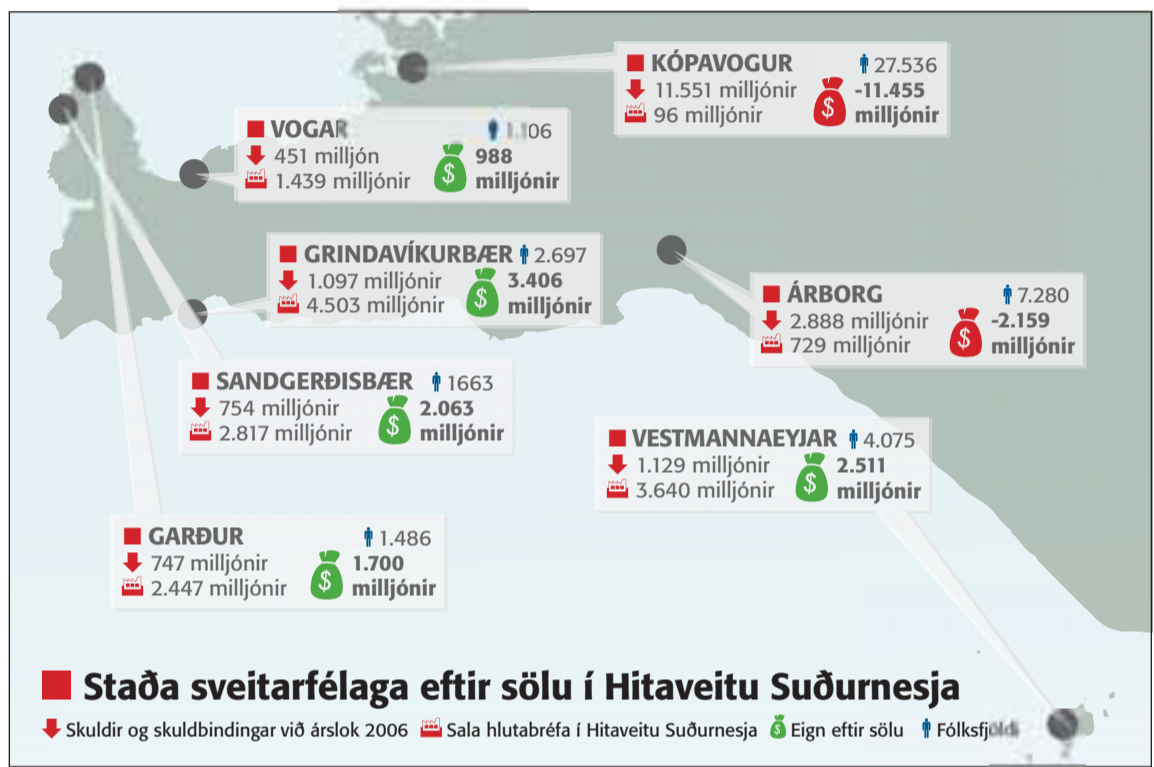 KÓPAVOGUR 27.536
11.551 milljónir -11.455
96 milljónir milljónir
VOGAR 1.106
451 milljón 988
1.439 milljónir milljónir
GRINDAVÍKURBÆR 2.697
1.097 milljónir 3.406
4.503 milljónir milljónir
ÁRBORG 7.280
2.888 milljónir -2.159
729 milljónir milljónir
SANDGERÐISBÆR 1663
754 milljónir 2.063
2.817 milljónir milljónir
VESTMANNAEYJAR 4.075
1.129 milljónir 2.511
3.640 milljónir milljónir
GARÐUR 1.486
747 milljónir 1.700
2.447 milljónir milljónir
Staða sveitarfélaga eftir sölu í Hitaveitu Suðurnesja
Skuldir og skuldbindingar við árslok 2006 Sala hlutabréfa í Hitaveitu Suðurnesja Eign eftir sölu Fólksfjöldi